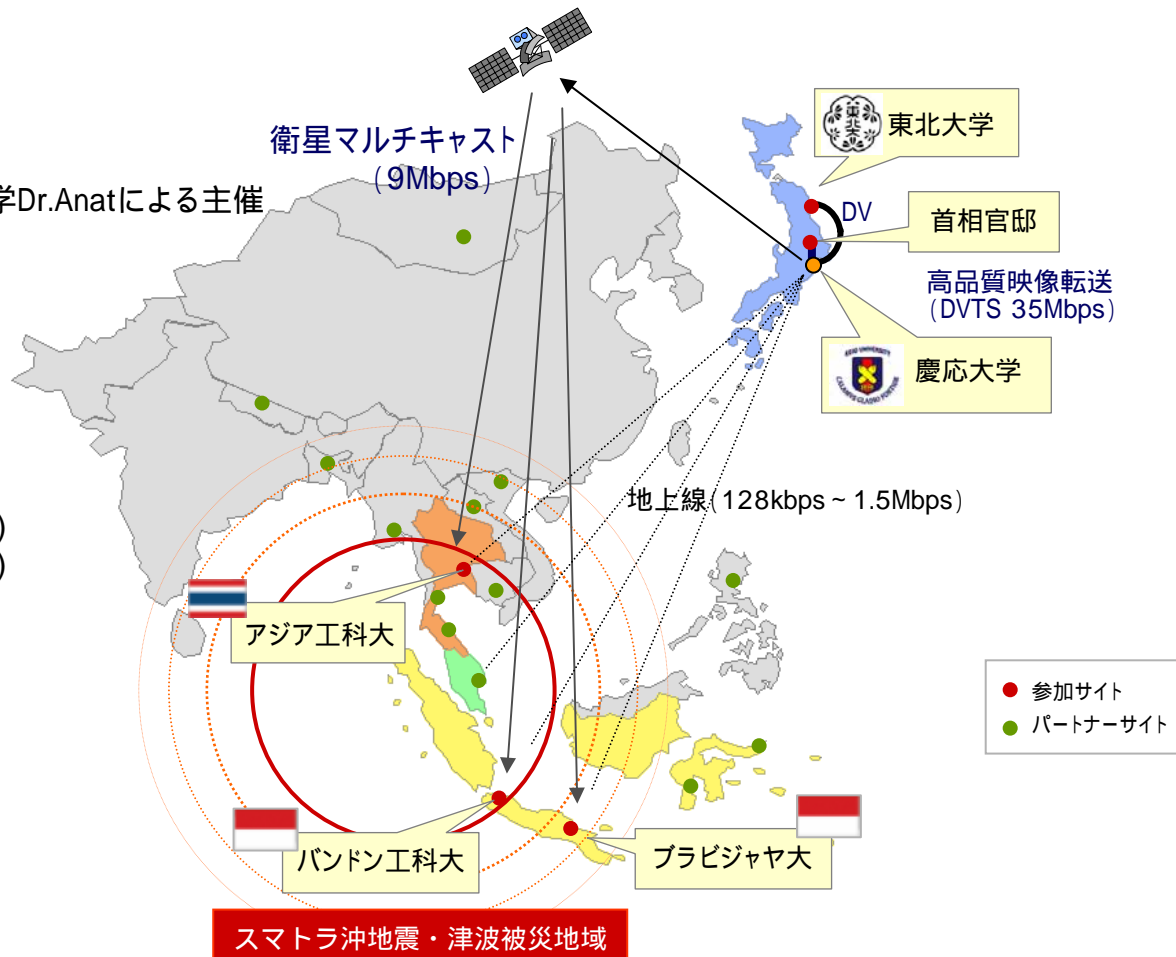 衛星マルチキャスト
(9Mbps)
学Dr.Anatによる主催
東北大学
DV
首相官邸
高品質映像転送
(DVTS 35Mbps)
慶応大学
地上線(128kbps ~ 1.5Mbps)
)
)
アジア工科大
参加サイト
パートナーサイト
バンドン工科大
ブラビジャヤ大
スマトラ沖地震・津波被災地域